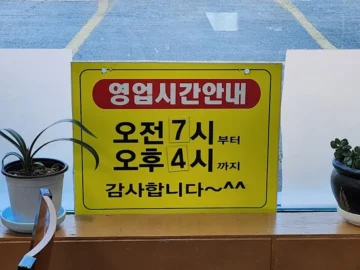 영업시간안내
오전 7시부터
오후 4시까지
감사합니다~^^